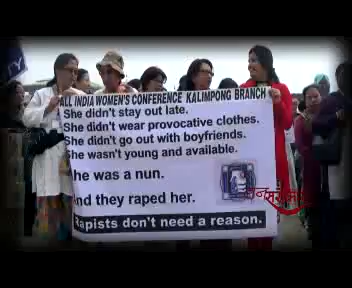 ALL INDIA WOMEN'S CONFERENCE KALIMPONG BRANCH
She didn't stay out late.
She didn't wear provocative clothes.
She didn't go out with boyfriends.
She wasn't young and available.
he was a nun.
And they raped her.
Rapists don't need a reason.